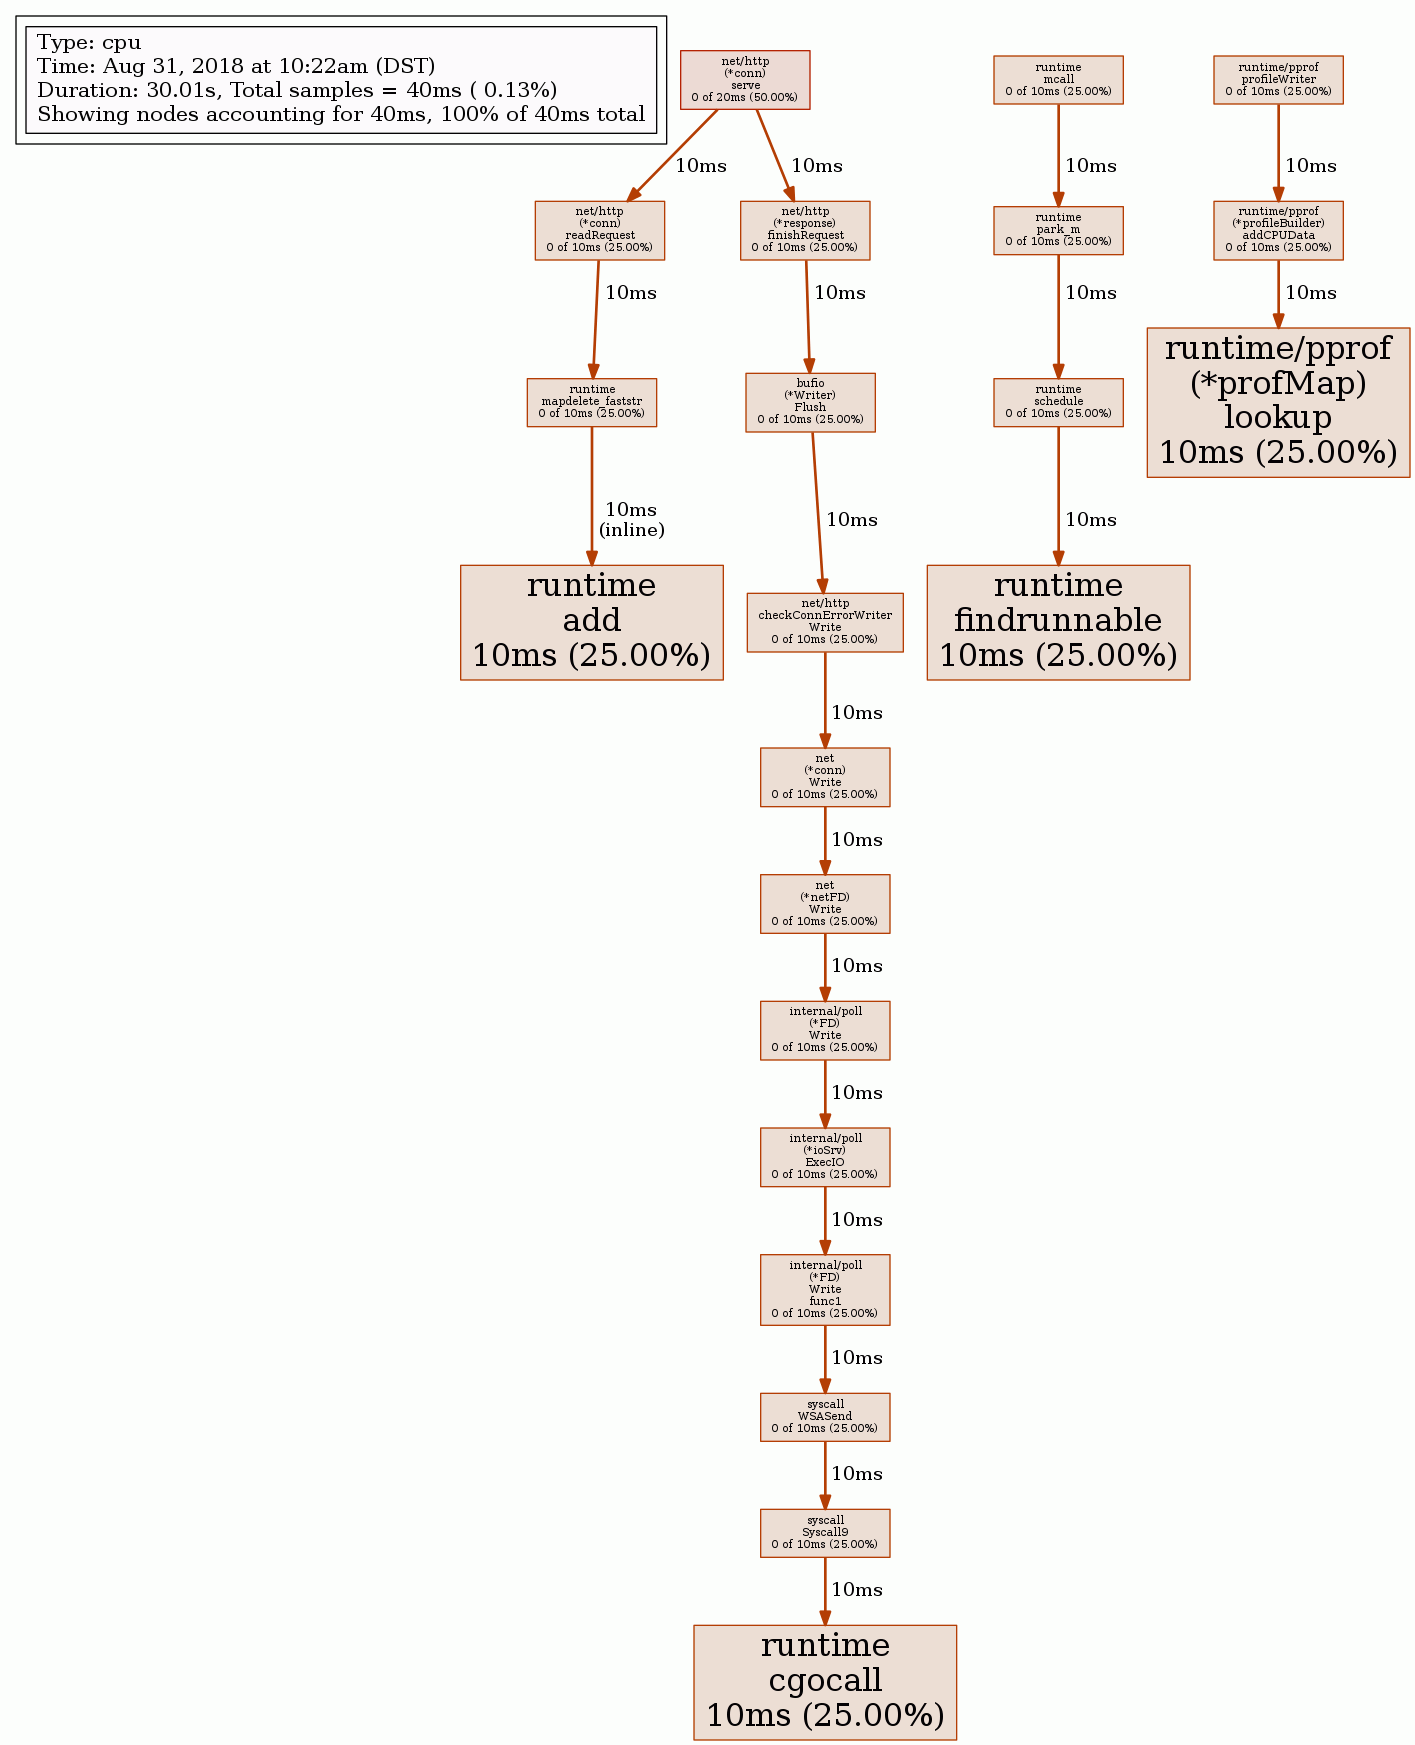 Type: cpu
Time: Aug 31, 2018 at 10:22am (DST)
Duration: 30.01s, Total samples = 40ms ( 0.13%)
Showing nodes accounting for 40ms, 100% of 40ms total
net/http
(*conn)
serve
0 of 20ms (50.00%)
10ms
10ms
net/http
(*conn)
readRequest
0 of 10ms (25.00%)
10ms
runtime
mapdelete_faststr
0 of 10ms (25.00%)
10ms
(inline)
runtime
add
10ms (25.00%)
net/http
(*response)
finishRequest
0 of 10ms (25.00%)
10ms
bufio
(*Writer)
Flush
0 of 10ms (25.00%)
10ms
net/http
checkConnErrorWriter
Write
0 of 10ms (25.00%)
10ms
net
(*conn)
Write
0 of 10ms (25.00%)
10ms
net
(*netFD)
Write
0 of 10ms (25.00%)
10ms
internal/poll
(*FD)
Write
0 of 10ms (25.00%)
10ms
internal/poll
(*ioSrv)
ExecIO
0 of 10ms (25.00%)
10ms
internal/poll
(*FD)
Write
func1
0 of 10ms (25.00%)
10ms
syscall
WSASend
0 of 10ms (25.00%)
10ms
syscall
Syscall9
0 of 10ms (25.00%)
10ms
runtime
cgocall
10ms (25.00%)
runtime
mcall
0 of 10ms (25.00%)
10ms
runtime
park_m
0 of 10ms (25.00%)
10ms
runtime
schedule
0 of 10ms (25.00%)
10ms
runtime
findrunnable
10ms (25.00%)
runtime/pprof
profileWriter
0 of 10ms (25.00%)
10ms
runtime/pprof
(*profileBuilder)
addCPUData
0 of 10ms (25.00%)
10ms
runtime/pprof
(*profMap)
lookup
10ms (25.00%)